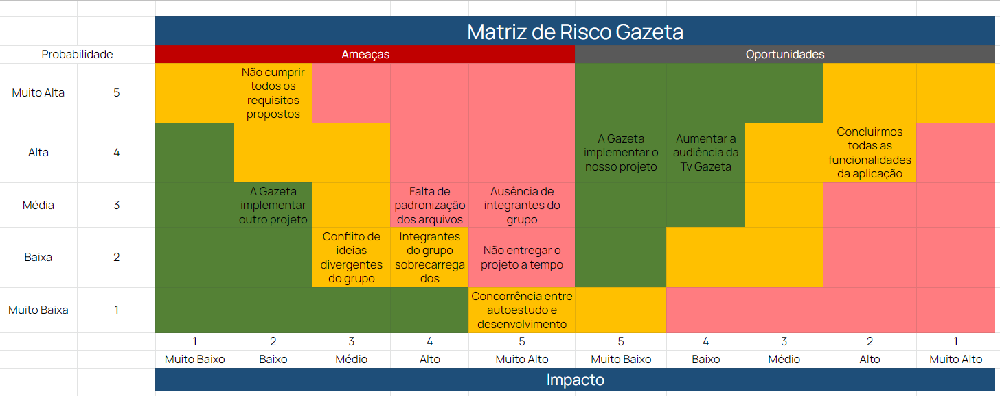 Matriz de Risco Gazeta
Probabilidade
Ameaças
Oportunidades
Muito Alta
5
Não cumprir
todos os
requisitos
propostos
Alta
4
A Gazeta
implementar o
nosso projeto
Aumentar a
audiência da
Tv Gazeta
Concluirmos
todas as
funcionalidades
da aplicação
Média
3
A Gazeta
implementar
outro projeto
Falta de
padronização
dos arquivos
Ausência de
integrantes do
grupo
Baixa
2
Conflito de
ideias
divergentes
do grupo
Integrantes
do grupo
sobrecarrega
dos
Não entregar o
projeto a tempo
Muito Baixa
1
Concorrência entre
autoestudo e
desenvolvimento
1
2
3
4
5
5
4
3
2
1
Muito Baixo
Baixo
Médio
Alto
Muito Alto
Muito Baixo
Baixo
Médio
Alto
Muito Alto
Impacto